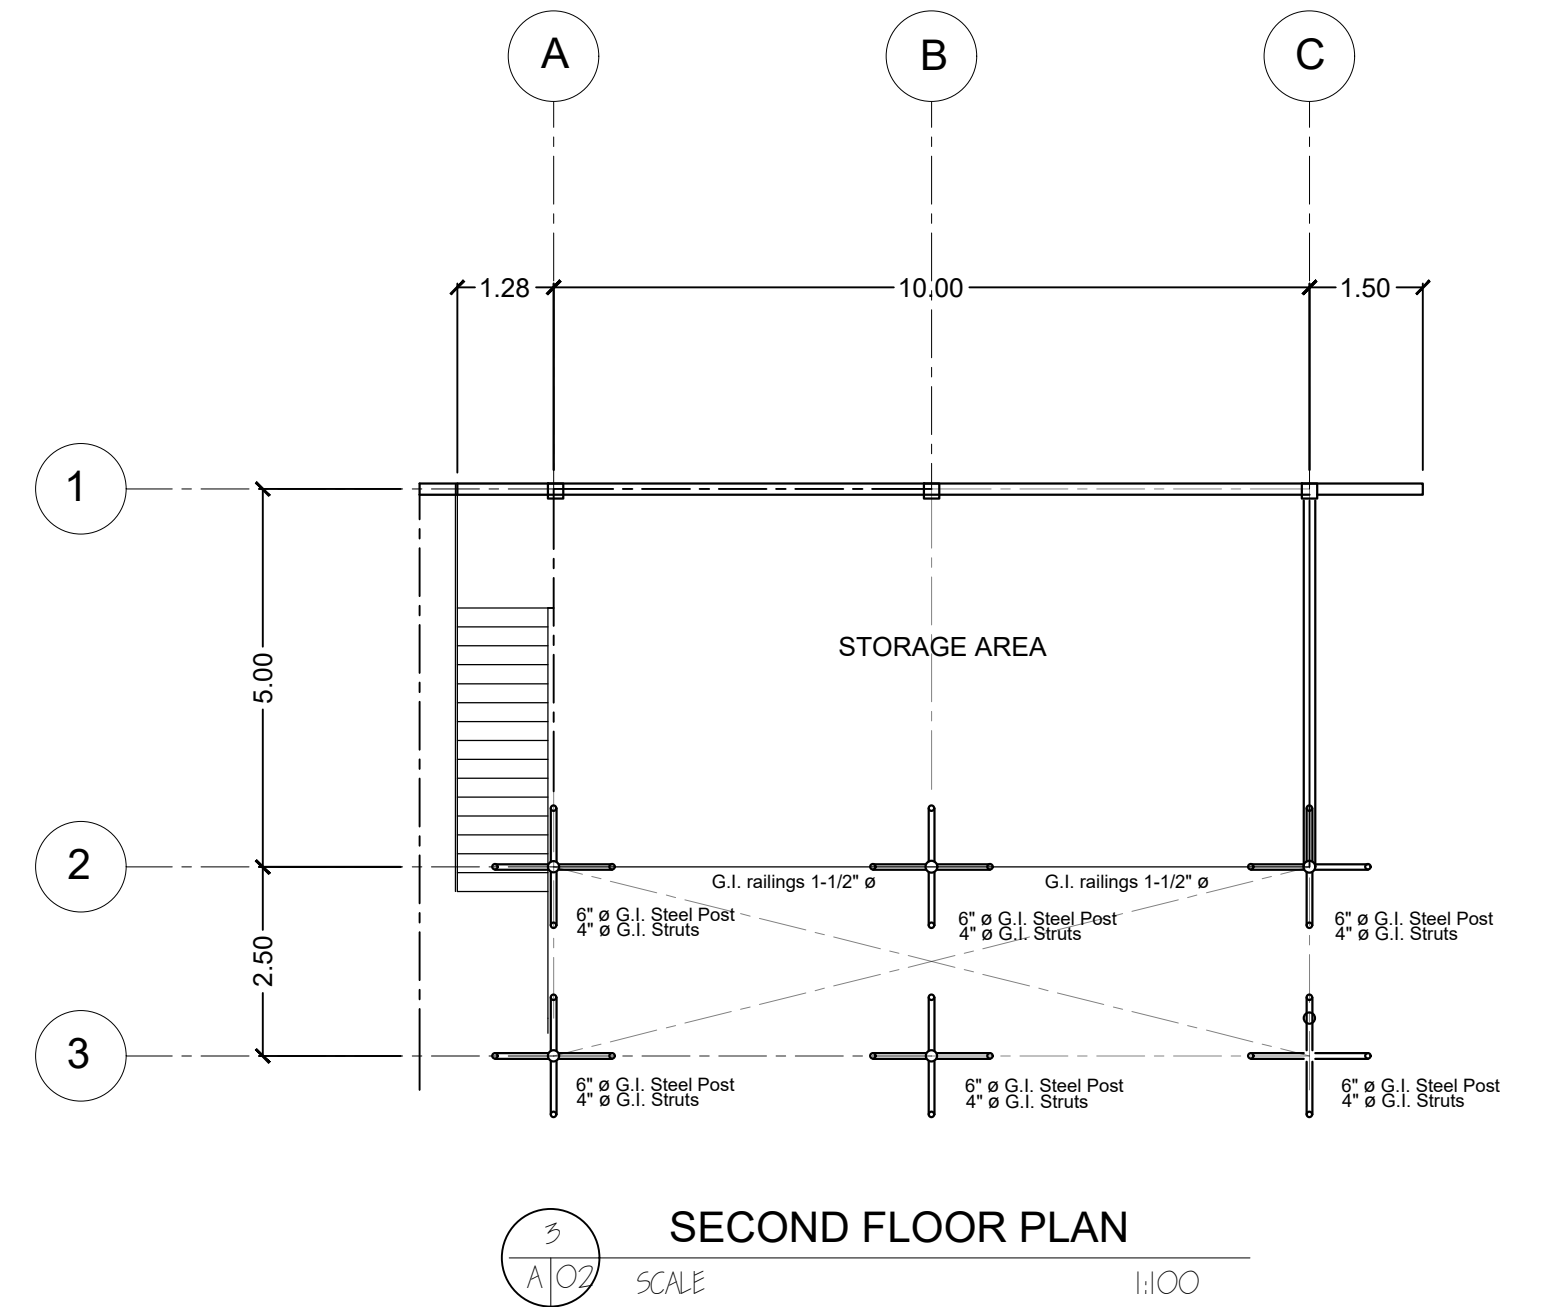 A
B
C
1.28
10.00
1.50
1
STORAGE AREA
5.00
2
G.I. railings 1-1/2" ø
G.I. railings 1-1/2" ø
6" ø G.I. Steel Post
4" ø G.I. Struts
6" ø G.I. Steel Post
4" ø G.I. Struts
6" ø G.I. Steel Post
4" ø G.I. Struts
2.50
3
6" ø G.I. Steel Post
4" ø G.I. Struts
6" ø G.I. Steel Post
4" ø G.I. Struts
6" ø G.I. Steel Post
4" ø G.I. Struts
3
SECOND FLOOR PLAN
A 02
SCALE
1:100